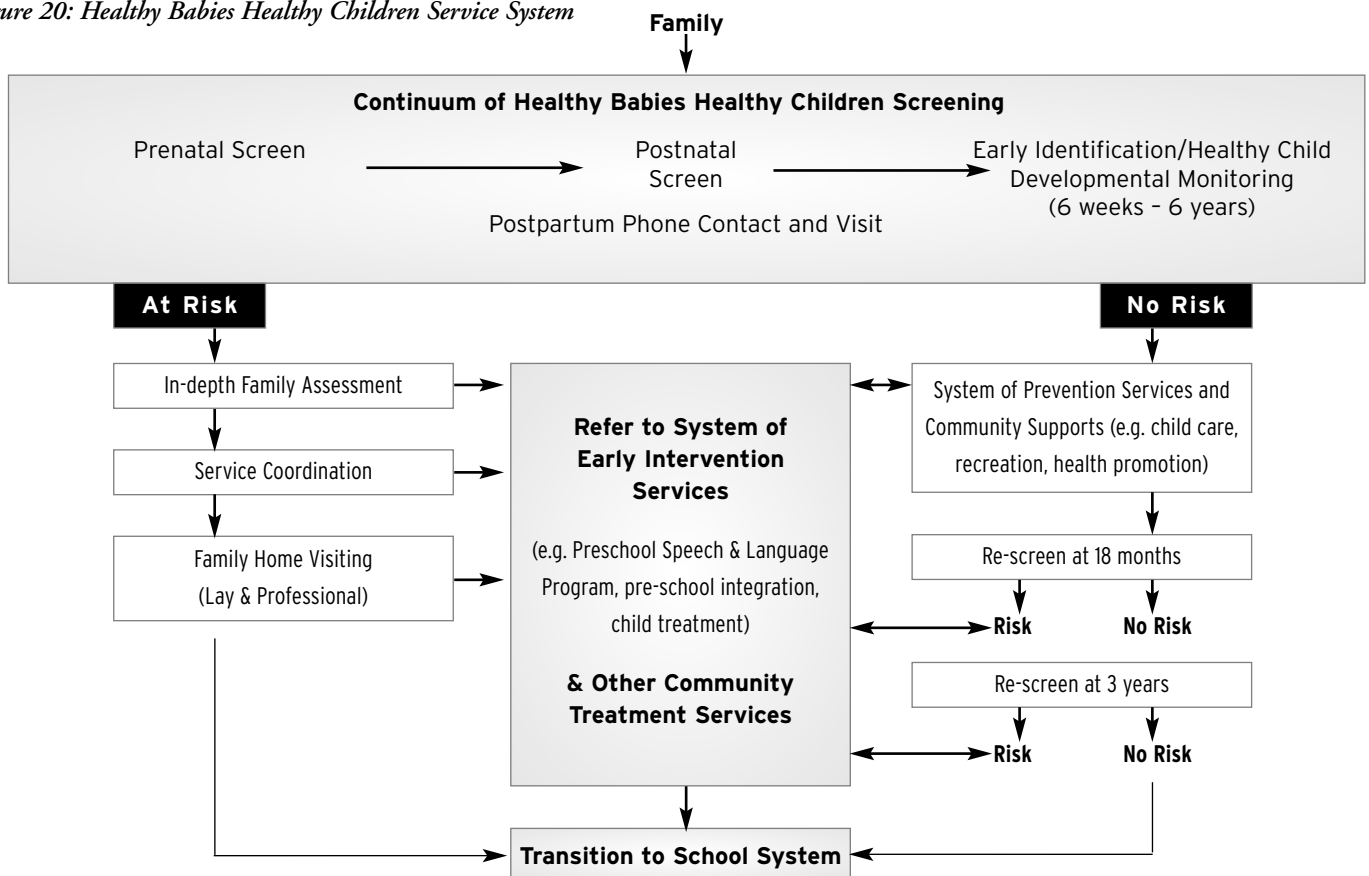 ure 20: Healthy Babies Healthy Children Service System
Family
Continuum of Healthy Babies Healthy Children Screening
Prenatal Screen
Postnatal
Screen
Early Identification/Healthy Child
Developmental Monitoring
(6 weeks – 6 years)
Postpartum Phone Contact and Visit
At Risk
No Risk
In-depth Family Assessment
Service Coordination
Family Home Visiting
(Lay & Professional)
Refer to System of
Early Intervention
Services
(e.g. Preschool Speech & Language
Program, pre-school integration,
child treatment)
& Other Community
Treatment Services
System of Prevention Services and
Community Supports (e.g. child care,
recreation, health promotion)
Re-screen at 18 months
Risk
No Risk
Re-screen at 3 years
Risk
No Risk
Transition to School System